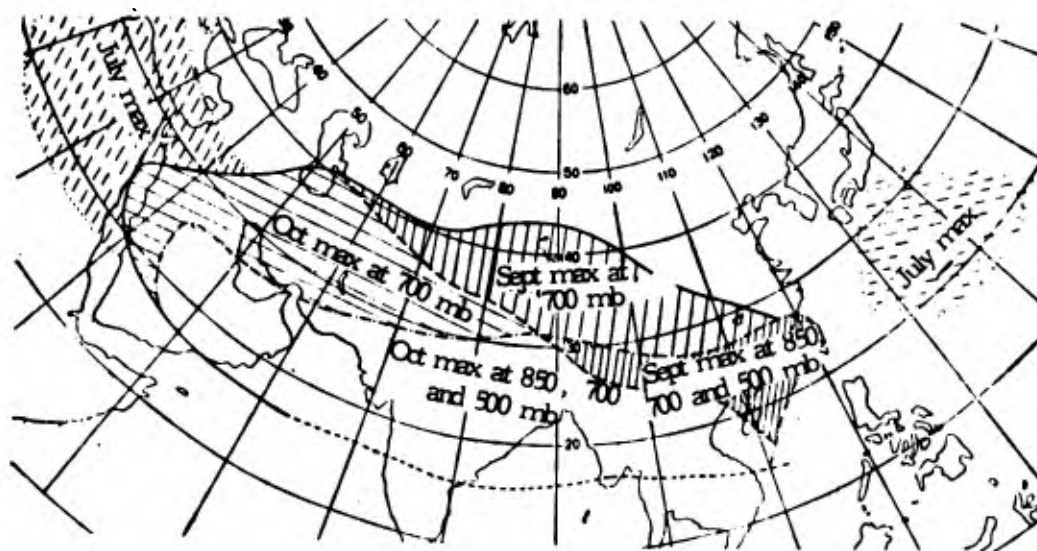 July max
60
50
60
50
130
120
110
70
80
90
100
40
Oct max at
700 mb
Sept max at
700 mb
July max
30
Oct max at 850, 700
and 500 mb
Sept max at 850,
700 and 500 mb
20